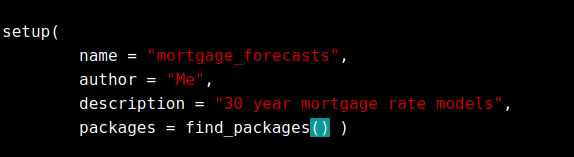 setup(
name = "mortgage_forecasts",
author = "Me",
description = "30 year mortgage rate models",
packages = find_packages() )